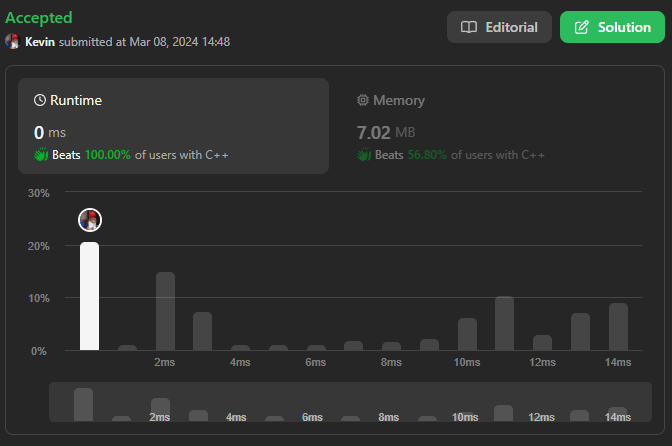 Accepted
Kevin submitted at Mar 08, 2024 14:48
Editorial
Solution
Runtime
0 ms
Beats 100.00% of users with C++
Memory
7.02 MB
Beats 56.80% of users with C++
30%
20%
10%
0%
2ms 4ms 6ms 8ms 10ms 12ms 14ms
2ms 4ms 6ms 8ms 10ms 12ms 14ms